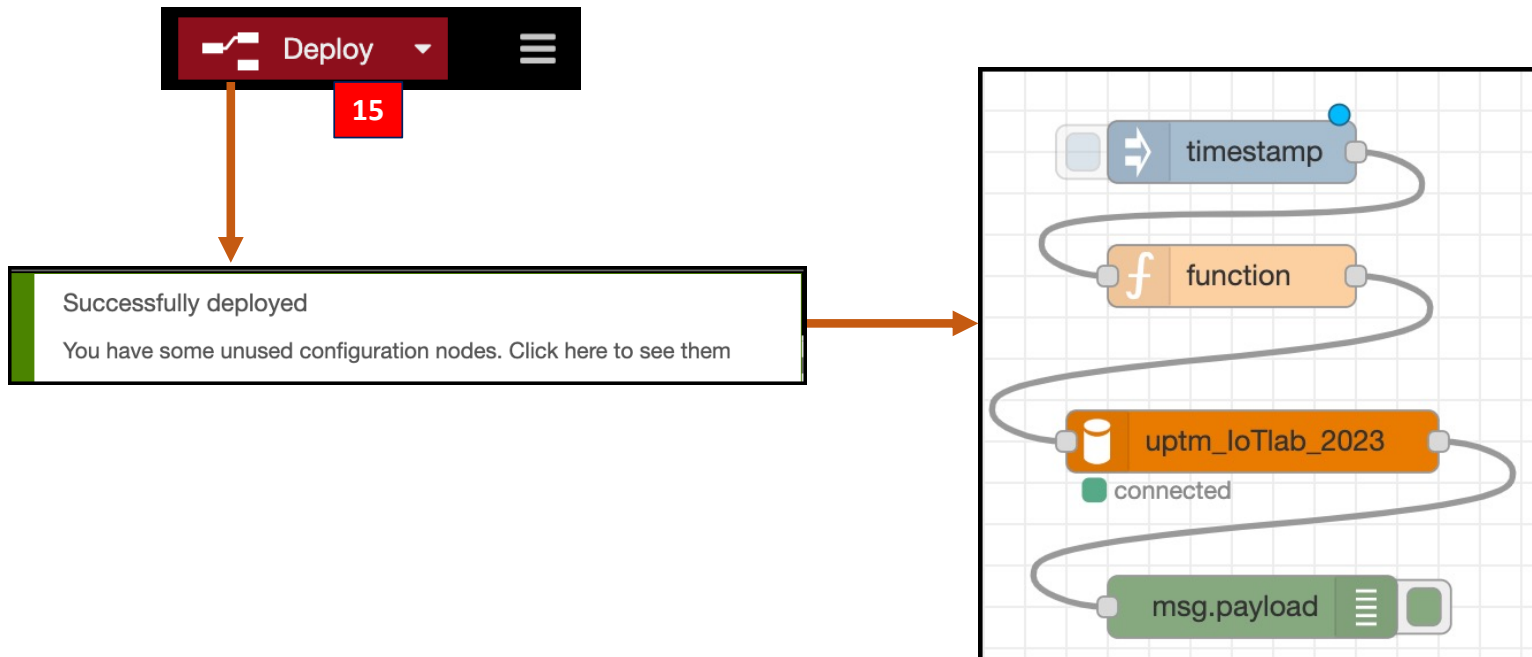 Deploy
15
Successfully deployed
You have some unused configuration nodes. Click here to see them
timestamp
function
uptm_IoTlab_2023
connected
msg.payload